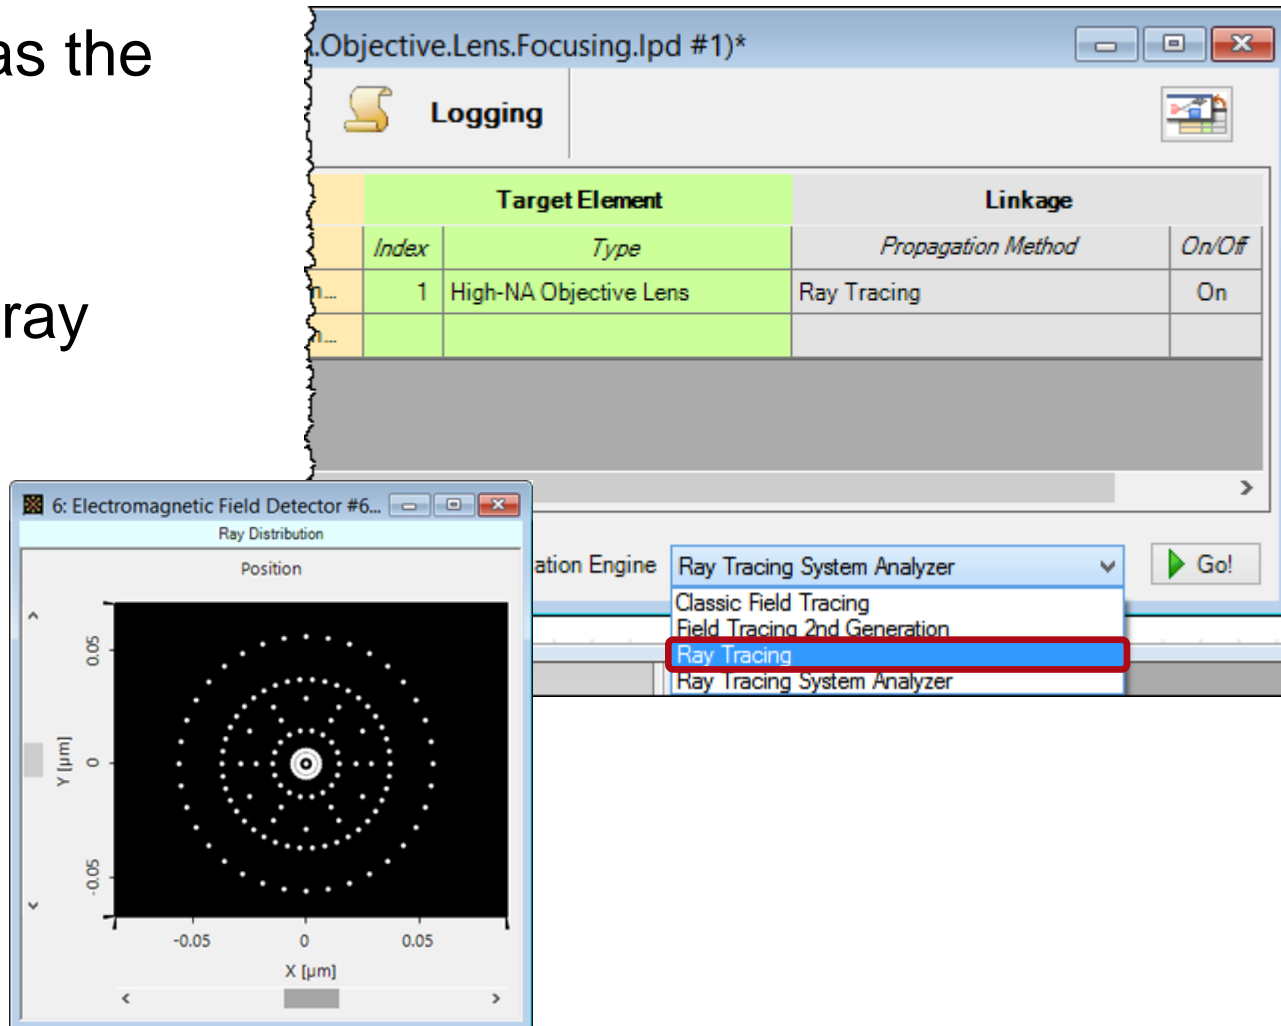 as the
ray
.Objective.Lens.Focusing.lpd #1)*
Logging
Target Element Linkage
Index Type Propagation Method On/Off
n... 1 High-NA Objective Lens Ray Tracing On
n...
ation Engine Ray Tracing System Analyzer Go!
Classic Field Tracing
Field Tracing 2nd Generation
Ray Tracing
Ray Tracing System Analyzer
6: Electromagnetic Field Detector #6...
Ray Distribution
Position
0.05
Y [µm]
0
-0.05
-0.05 0 0.05
X [µm]